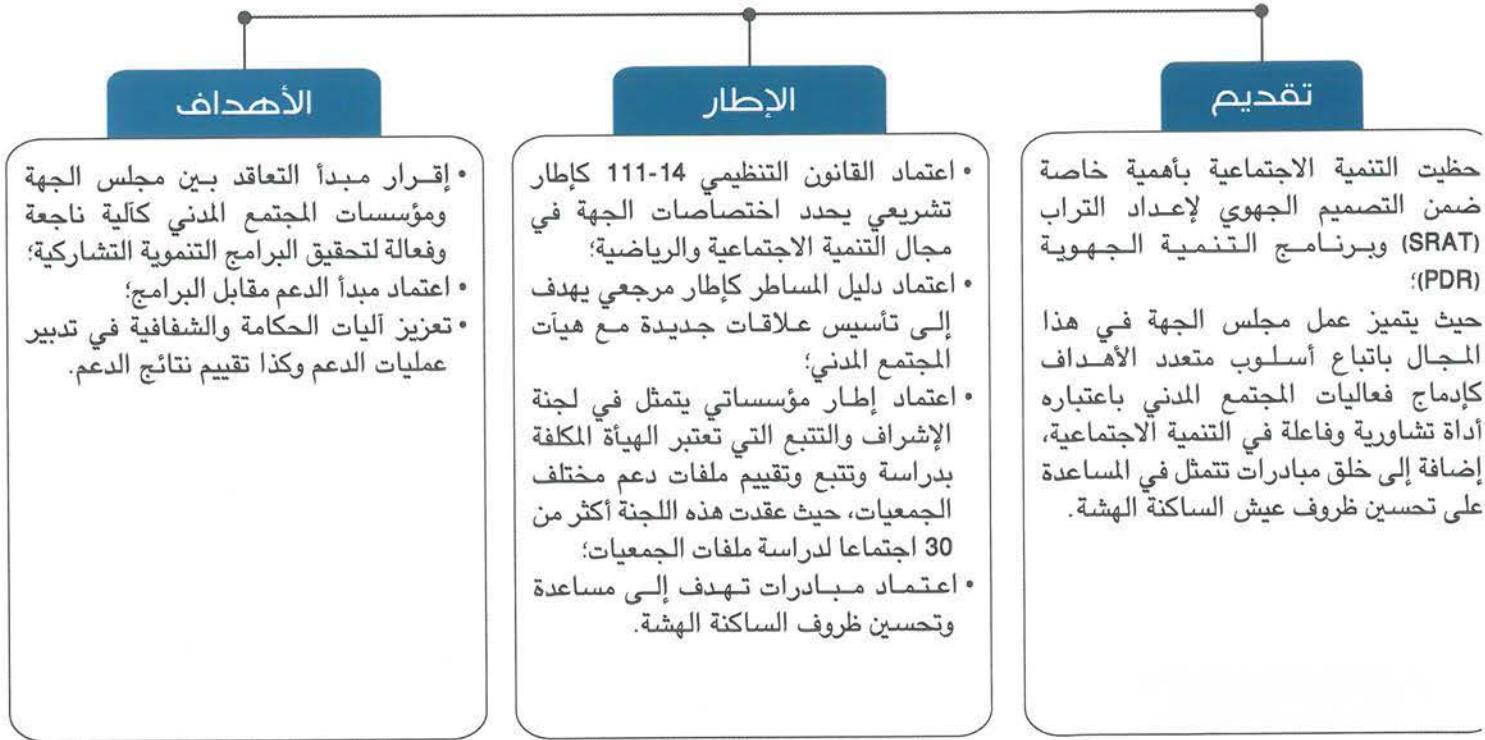 تقديم
حظيت التنمية الاجتماعية بأهمية خاصة
ضمن التصميم الجهوي لإعداد التراب
(SRAT) وبرنامج التنمية الجهوية
(PDR)؛
حيث يتميز عمل مجلس الجهة في هذا
المجال باتباع أسلوب متعدد الأهداف
كإدماج فعاليات المجتمع المدني باعتباره
أداة تشاورية وفاعلة في التنمية الاجتماعية،
إضافة إلى خلق مبادرات تتمثل في المساعدة
على تحسين ظروف عيش الساكنة الهشة.
الإطار
• اعتماد القانون التنظيمي 14-111 كإطار
تشريعي يحدد اختصاصات الجهة في
مجال التنمية الاجتماعية والرياضية؛
• اعتماد دليل المساطر كإطار مرجعي يهدف
إلى تأسيس علاقات جديدة مع هيآت
المجتمع المدني؛
• اعتماد إطار مؤسساتي يتمثل في لجنة
الإشراف والتتبع التي تعتبر الهيأة المكلفة
بدراسة وتتبع وتقييم ملفات دعم مختلف
الجمعيات، حيث عقدت هذه اللجنة أكثر من
30 اجتماعا لدراسة ملفات الجمعيات؛
• اعتماد مبادرات تهدف إلى مساعدة
وتحسين ظروف الساكنة الهشة.
الأهداف
• إقرار مبدأ التعاقد بين مجلس الجهة
ومؤسسات المجتمع المدني كآلية ناجعة
وفعالة لتحقيق البرامج التنموية التشاركية؛
• اعتماد مبدأ الدعم مقابل البرامج؛
• تعزيز آليات الحكامة والشفافية في تدبير
عمليات الدعم وكذا تقييم نتائج الدعم.